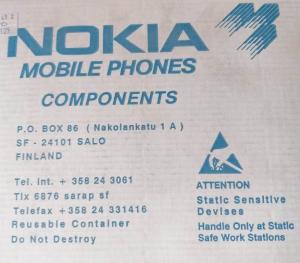 NOKIA
MOBILE PHONES
COMPONENTS
P.O. BOX 86 ( Nakolankatu 1 A )
SF - 24101 SALO
FINLAND
Tel. Int. + 358 24 3061
Tlx 6876 sarap sf
Telefax + 358 24 331416
Reusable Container
Do Not Destroy
ATTENTION
Static Sensitive
Devises
Handle Only at Static
Safe Work Stations